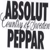 ABSOLUT
Country of Sweden
PEPPAR